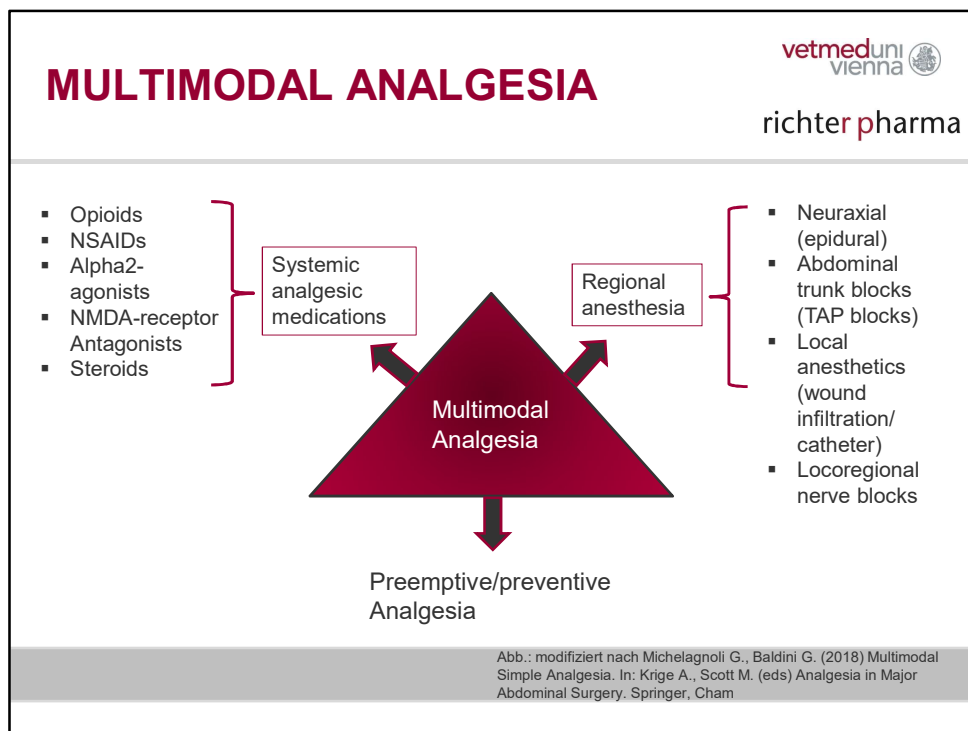 MULTIMODAL ANALGESIA
vetmeduni
vienna
richter pharma
▪ Opioids
▪ NSAIDs
▪ Alpha2-
agonists
▪ NMDA-receptor
Antagonists
▪ Steroids
Systemic
analgesic
medications
Regional
anesthesia
▪ Neuraxial
(epidural)
▪ Abdominal
trunk blocks
(TAP blocks)
▪ Local
anesthetics
(wound
infiltration/
catheter)
▪ Locoregional
nerve blocks
Multimodal
Analgesia
Preemptive/preventive
Analgesia
Abb.: modifiziert nach Michelagnoli G., Baldini G. (2018) Multimodal
Simple Analgesia. In: Krige A., Scott M. (eds) Analgesia in Major
Abdominal Surgery. Springer, Cham